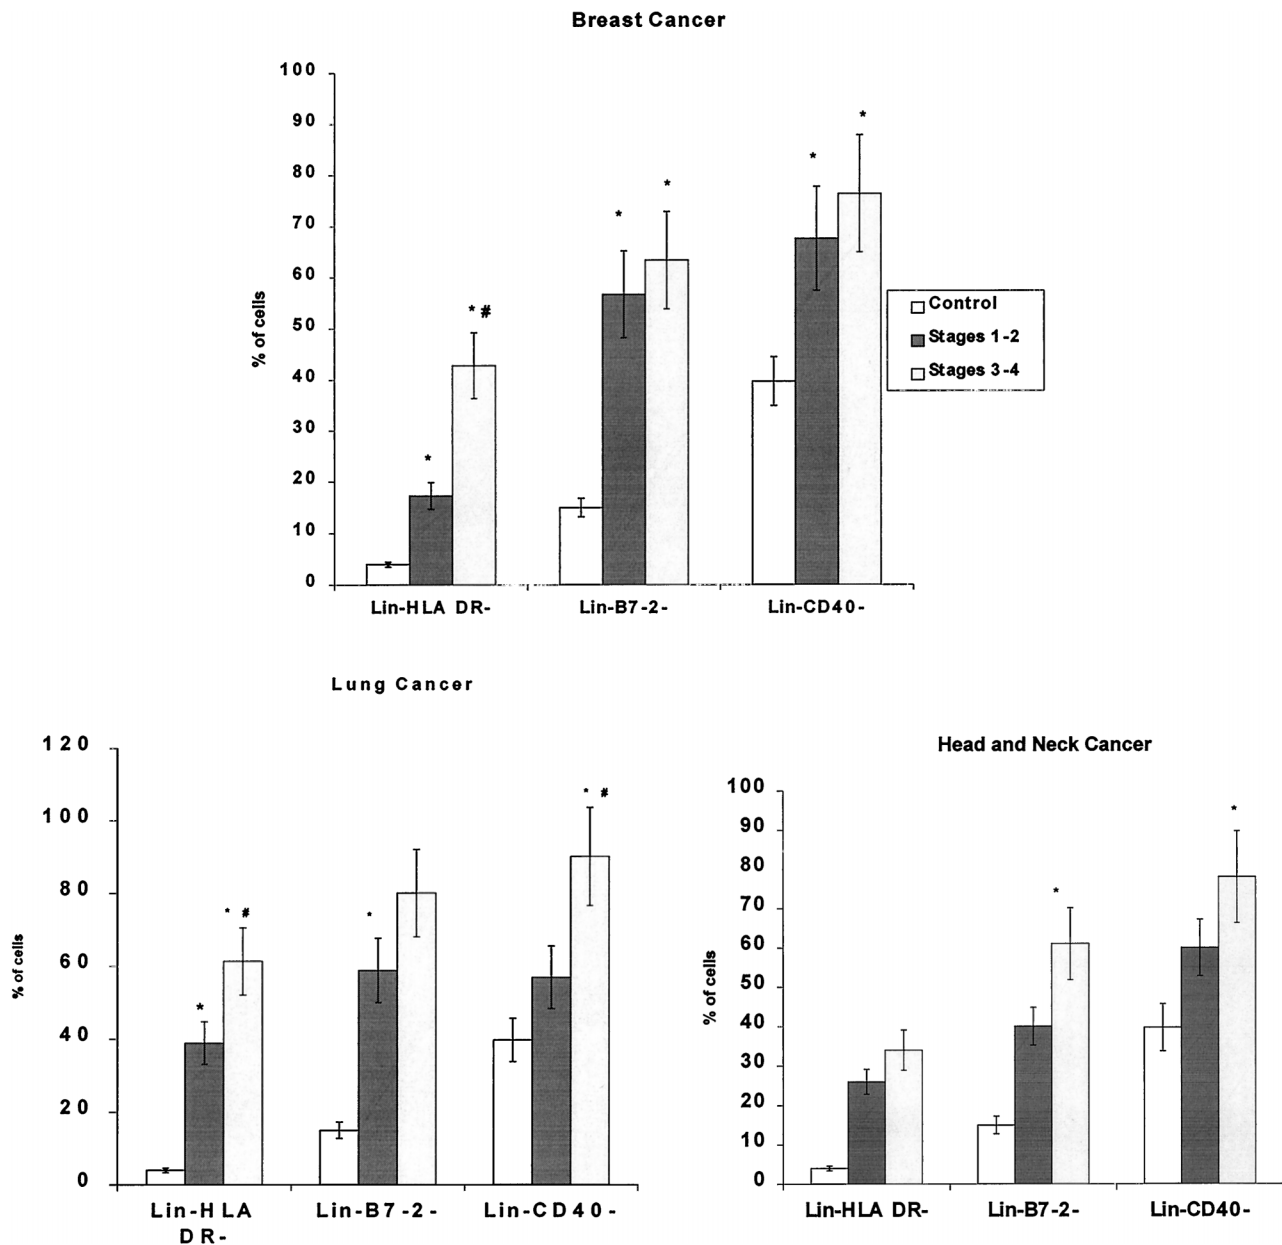 Breast Cancer
100
90
80
70
60
50
40
30
20
10
0
% of cells
* *
* *
* #
*
Control
Stages 1-2
Stages 3-4
Lin-HLA DR-
Lin-B7-2-
Lin-CD40-
Lung Cancer
120
100
80
60
40
20
0
% of cells
* #
* #
*
*
Lin-HLA
DR-
Lin-B7-2-
Lin-CD40-
Head and Neck Cancer
100
90
80
70
60
50
40
30
20
10
0
% of cells
*
*
Lin-HLA DR-
Lin-B7-2-
Lin-CD40-